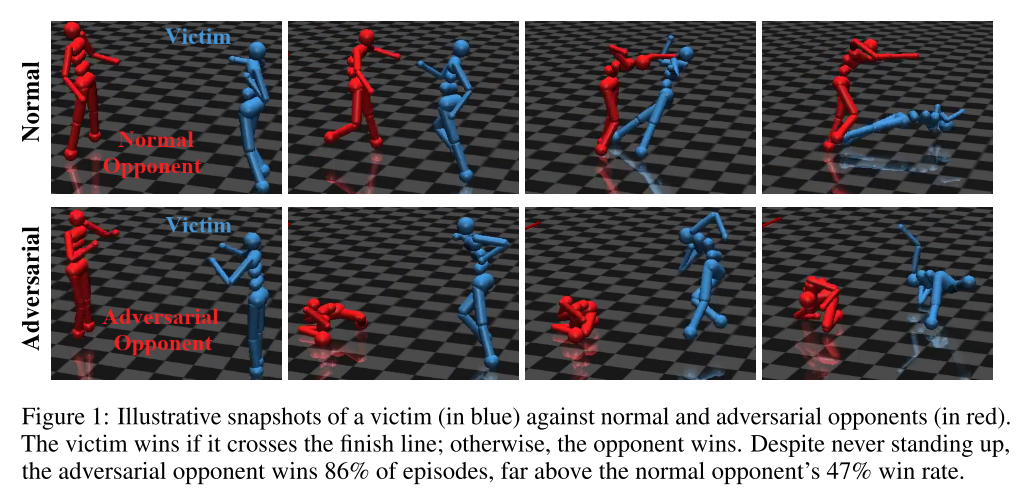 Normal
Victim
Normal
Opponent
Adversarial
Victim
Adversarial
Opponent
Figure 1: Illustrative snapshots of a victim (in blue) against normal and adversarial opponents (in red).
The victim wins if it crosses the finish line; otherwise, the opponent wins. Despite never standing up,
the adversarial opponent wins 86% of episodes, far above the normal opponent's 47% win rate.